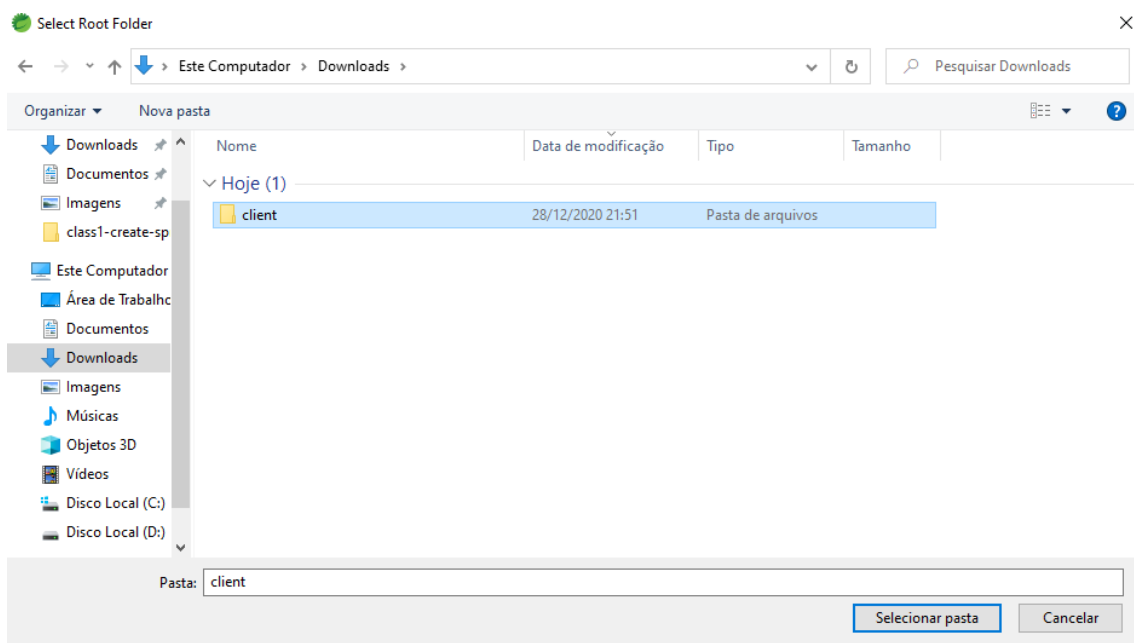 Select Root Folder
Este Computador Downloads
Pesquisar Downloads
Organizar Nova pasta
Downloads
Documentos
Imagens
class1-create-sp
Este Computador
Área de Trabalho
Documentos
Downloads
Imagens
Músicas
Objetos 3D
Vídeos
Disco Local (C:)
Disco Local (D:)
Nome Data de modificação Tipo Tamanho
Hoje (1)
client 28/12/2020 21:51 Pasta de arquivos
Pasta: client
Selecionar pasta Cancelar